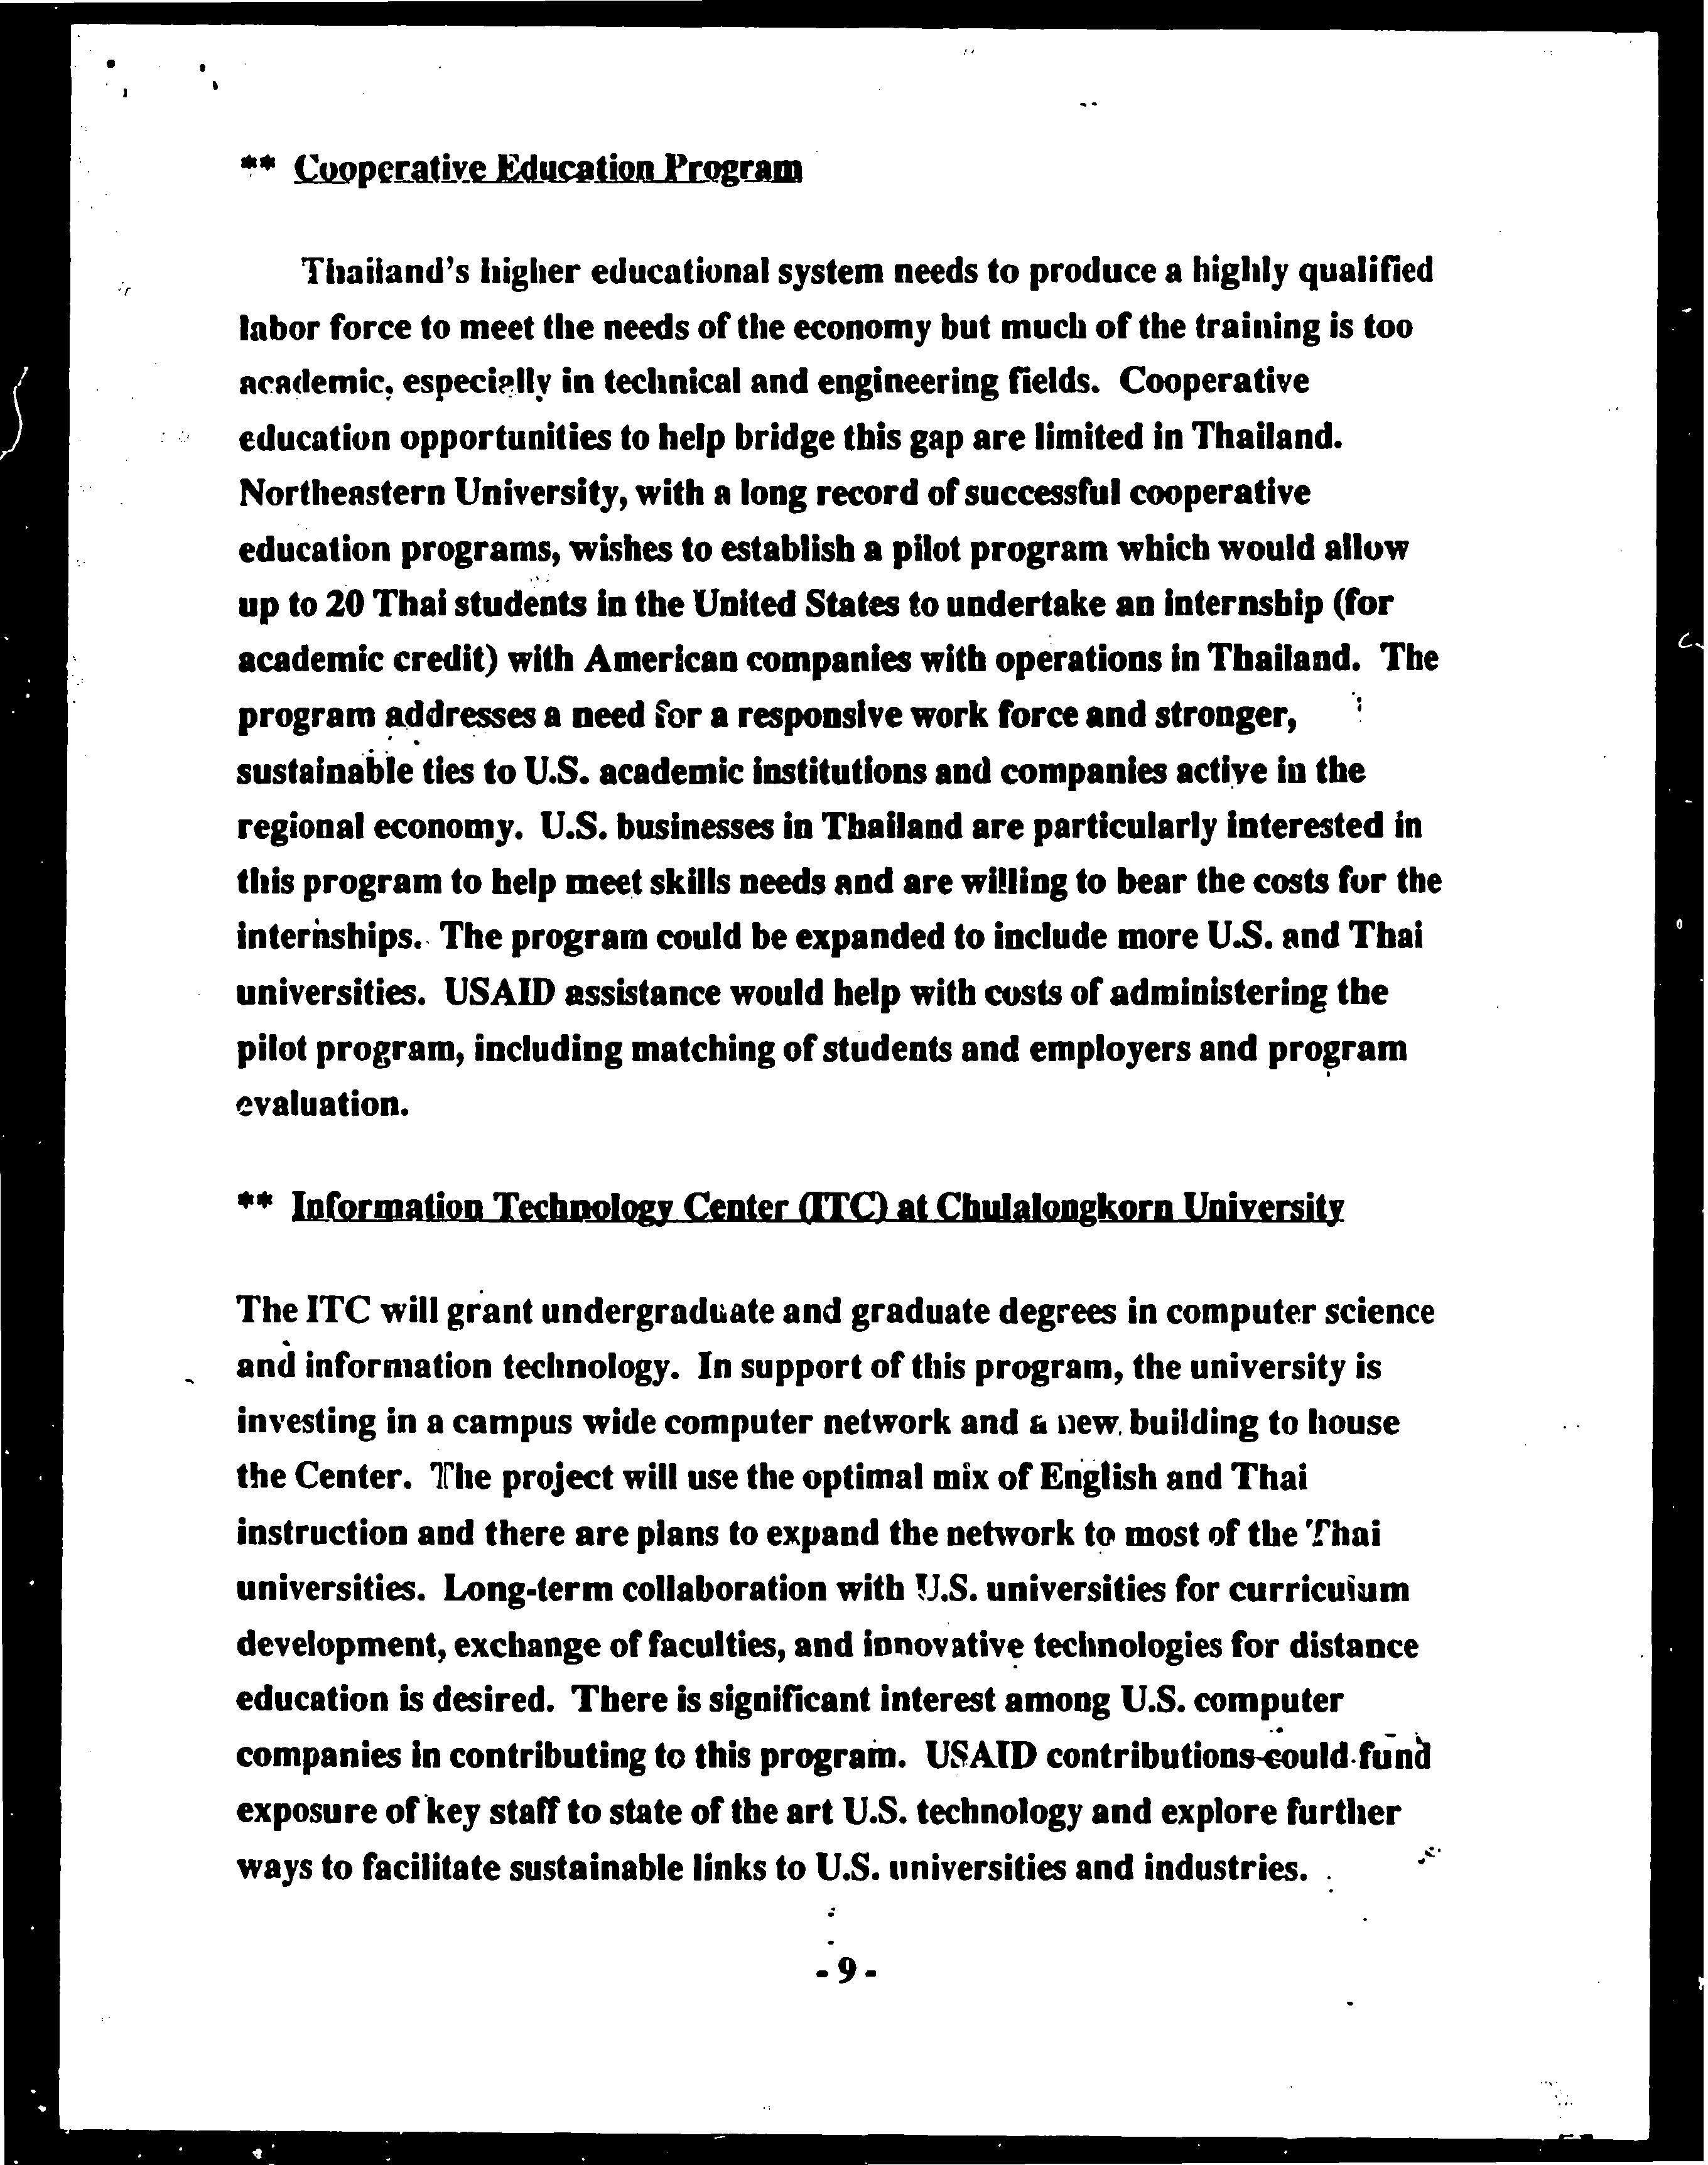 ** Cooperative Education Program
Thailand's higher educational system needs to produce a highly qualified
labor force to meet the needs of the economy but much of the training is too
academic, especially in technical and engineering fields. Cooperative
education opportunities to help bridge this gap are limited in Thailand.
Northeastern University, with a long record of successful cooperative
education programs, wishes to establish a pilot program which would allow
up to 20 Thai students in the United States to undertake an internship (for
academic credit) with American companies with operations in Thailand. The
program addresses a need for a responsive work force and stronger,
sustainable ties to U.S. academic institutions and companies active in the
regional economy. U.S. businesses in Thailand are particularly interested in
this program to help meet skills needs and are willing to bear the costs for the
internships. The program could be expanded to include more U.S. and Thai
universities. USAID assistance would help with costs of administering the
pilot program, including matching of students and employers and program
evaluation.
** Information Technology Center (ITC) at Chulalongkorn University
The ITC will grant undergraduate and graduate degrees in computer science
and information technology. In support of this program, the university is
investing in a campus wide computer network and a new building to house
the Center. The project will use the optimal mix of English and Thai
instruction and there are plans to expand the network to most of the Thai
universities. Long-term collaboration with U.S. universities for curriculum
development, exchange of faculties, and innovative technologies for distance
education is desired. There is significant interest among U.S. computer
companies in contributing to this program. USAID contributions could fund
exposure of key staff to state of the art U.S. technology and explore further
ways to facilitate sustainable links to U.S. universities and industries.
- 9 -